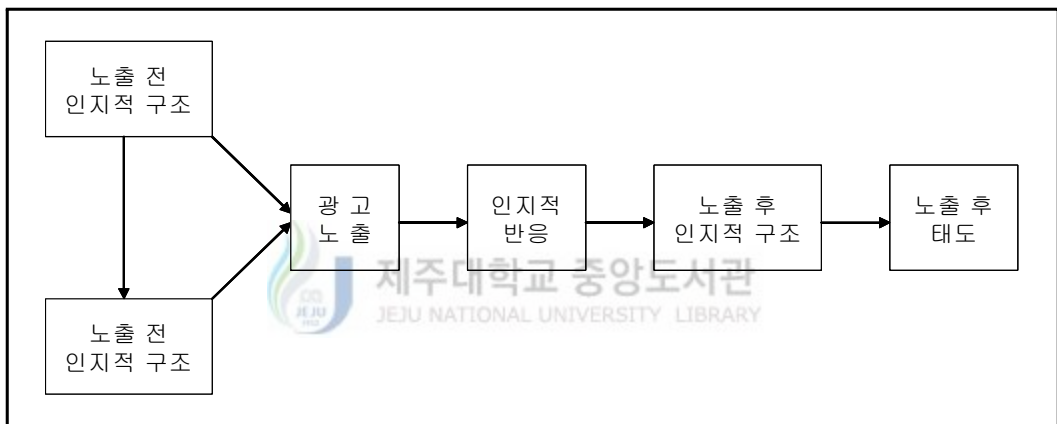 노출 전
인지적 구조
광 고
노 출
인지적
반응
노출 후
인지적 구조
노출 후
태도
노출 전
인지적 구조
제주대학교 중앙도서관
JEJU NATIONAL UNIVERSITY LIBRARY
JEJU
1952